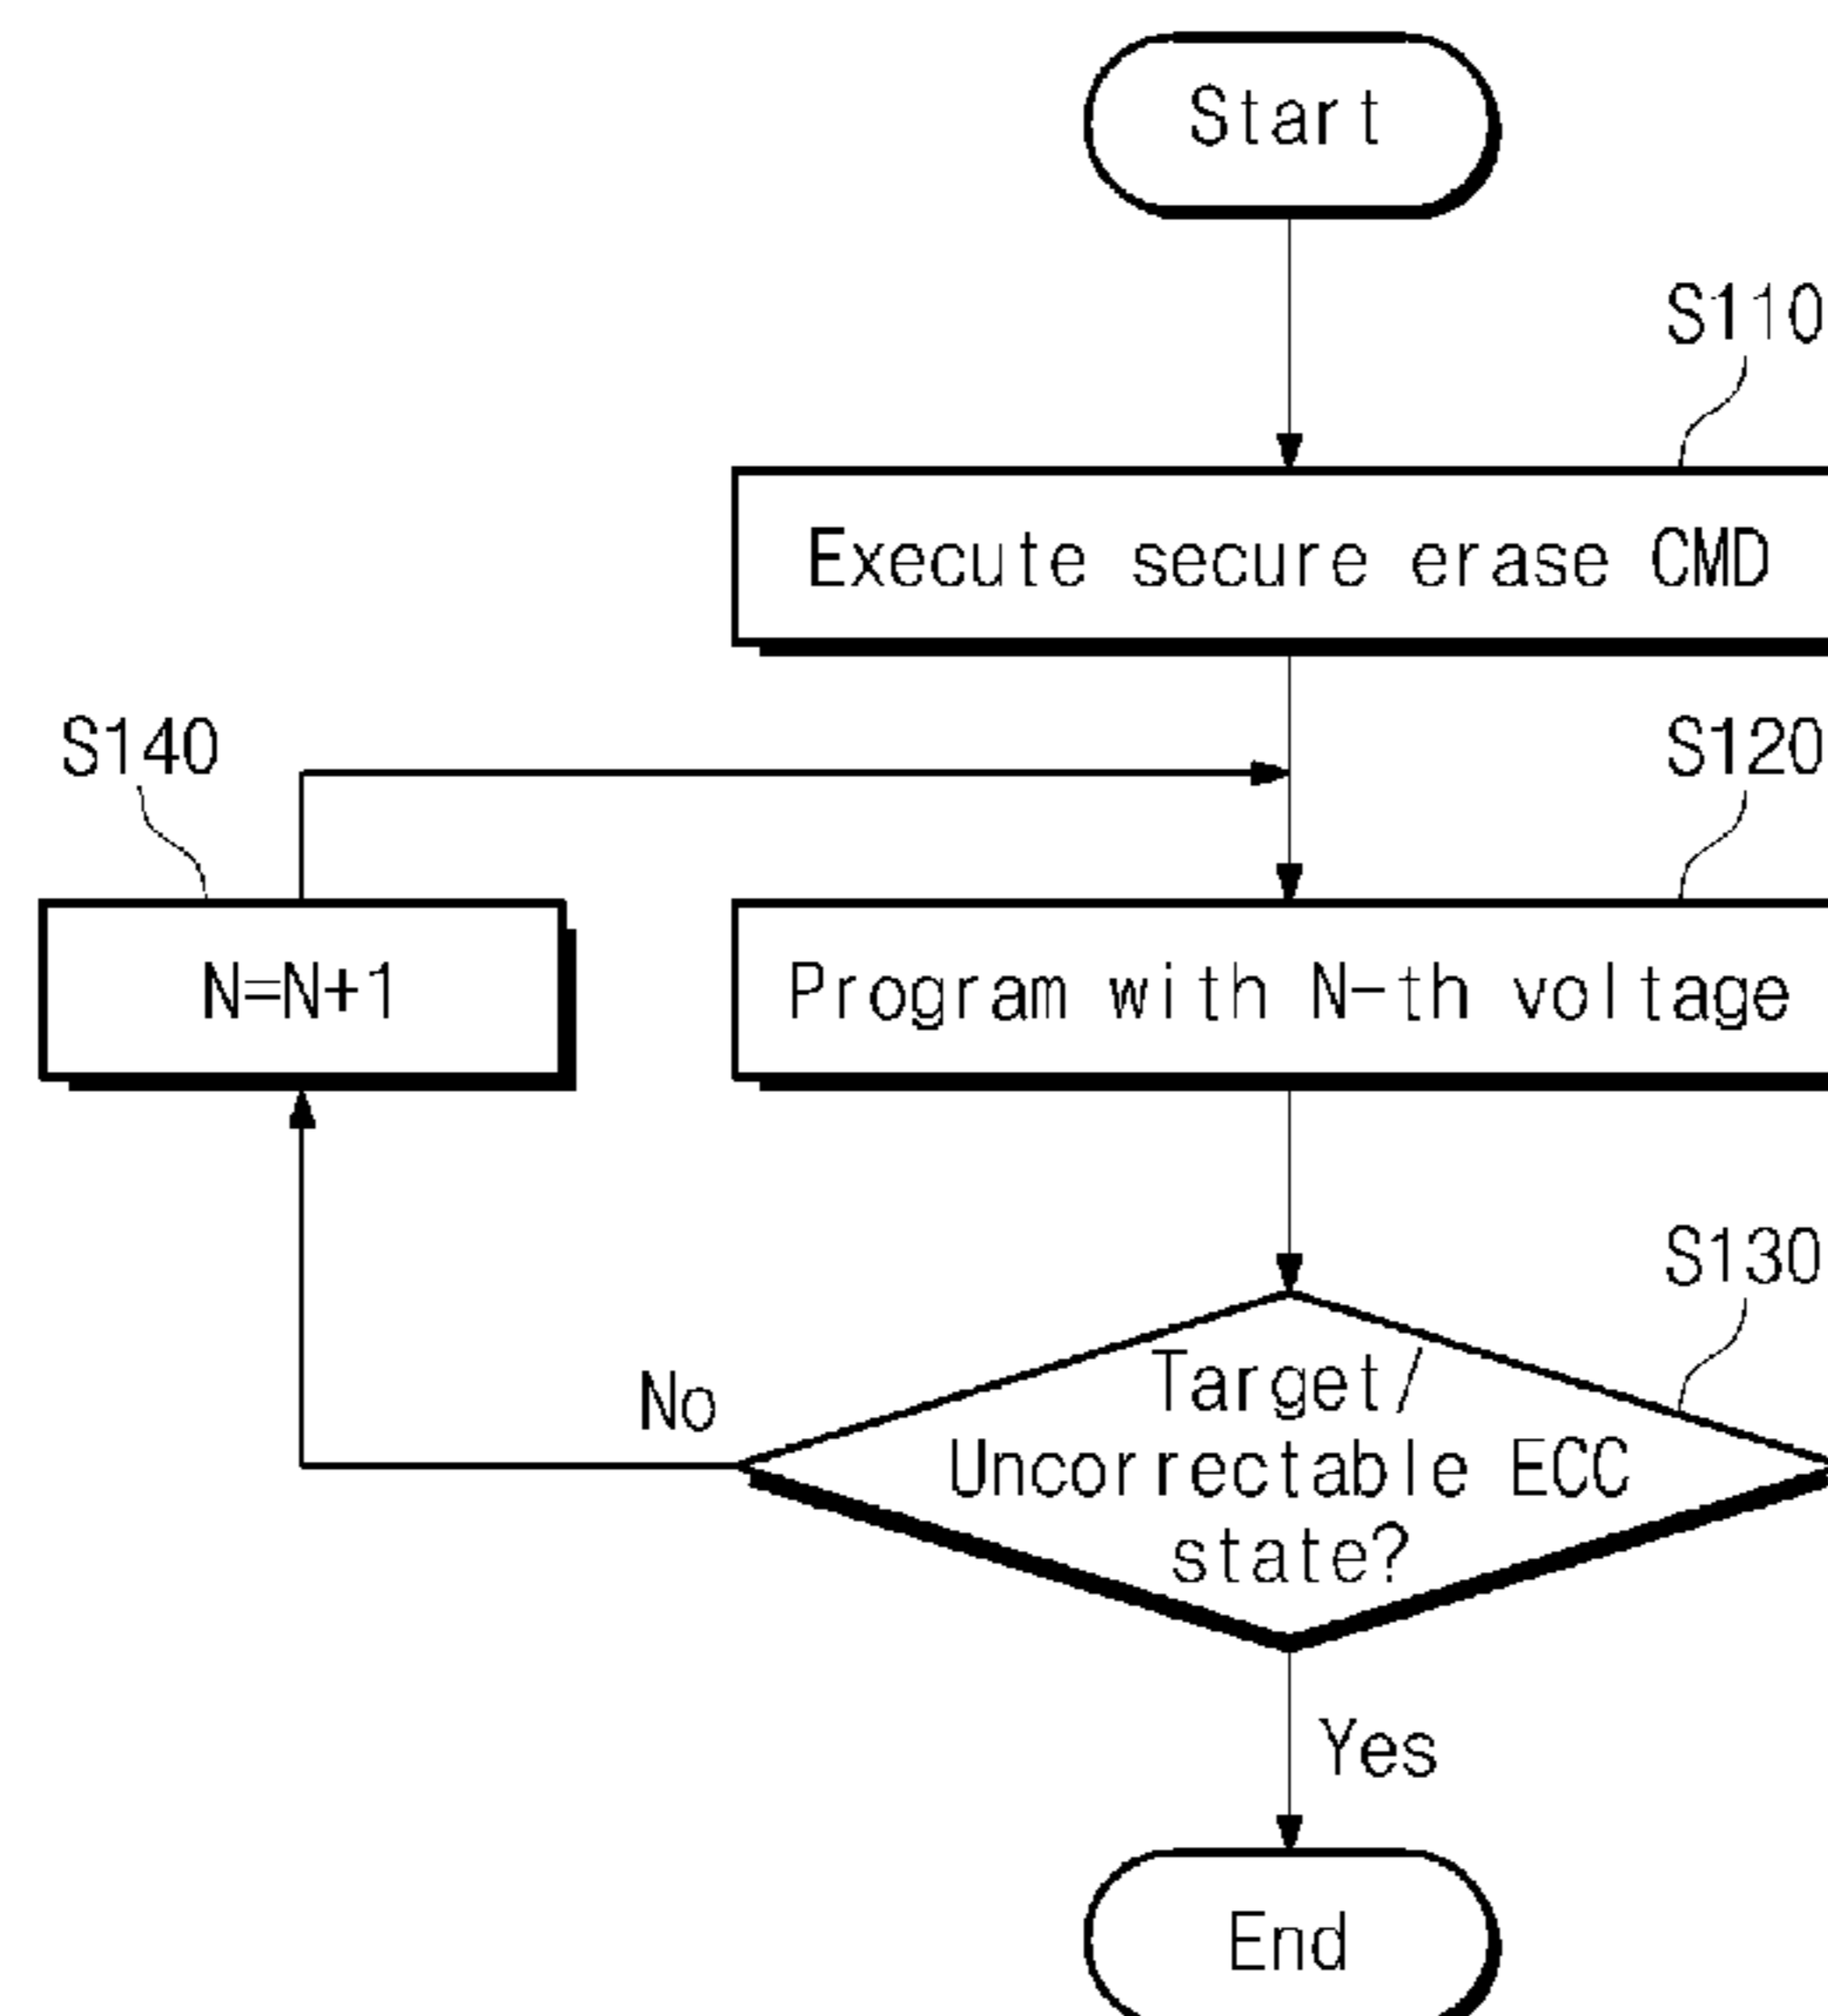 Start
S110
Execute secure erase CMD
S140
S120
N=N+1
Program with N-th voltage
S130
No
Target/
Uncorrectable ECC
state?
Yes
End